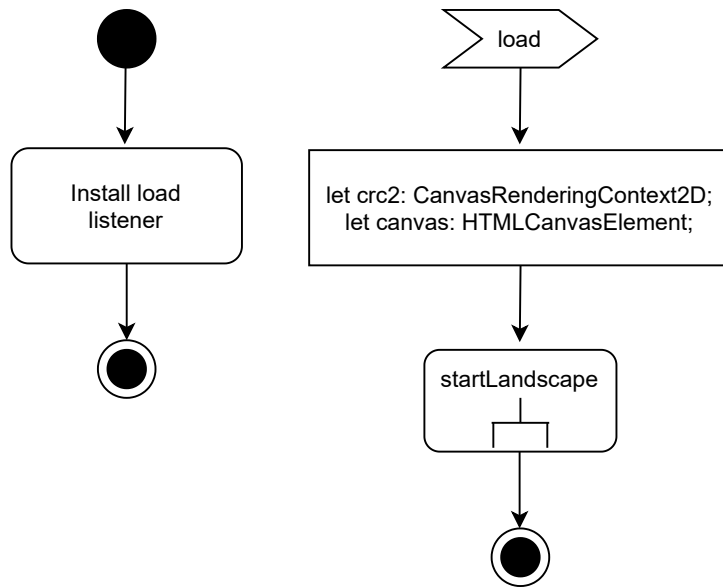 load
Install load
listener
let crc2: CanvasRenderingContext2D;
let canvas: HTMLCanvasElement;
startLandscape